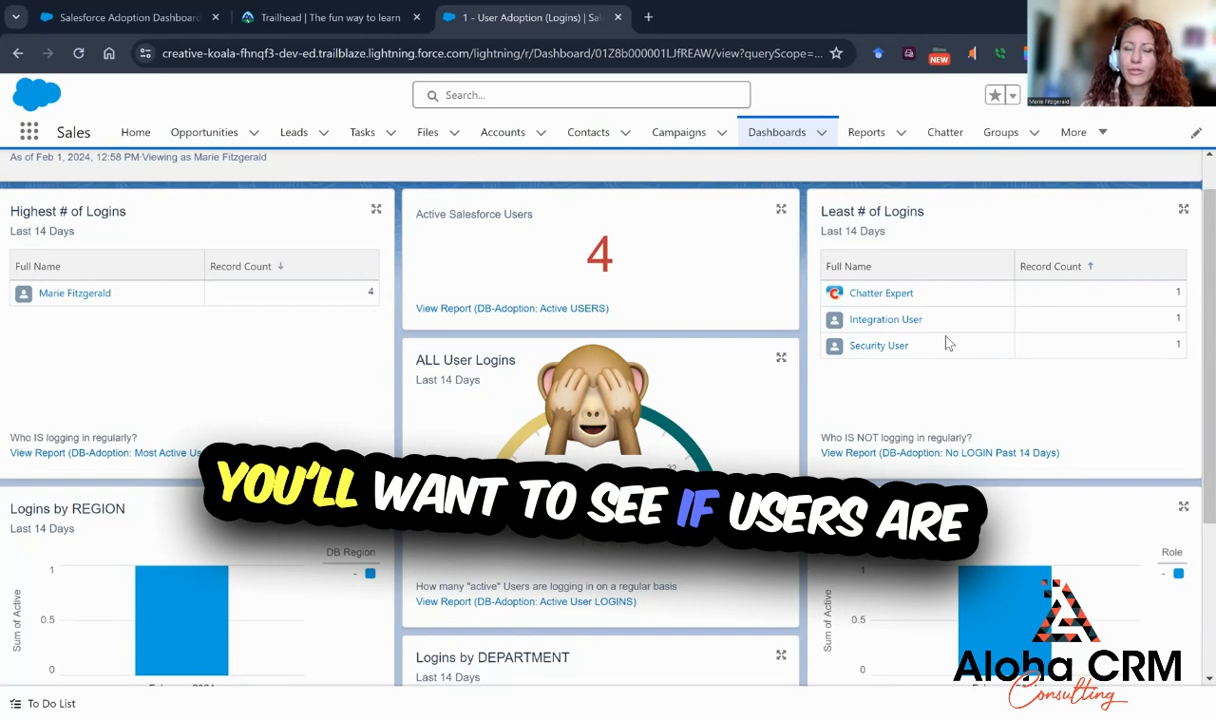 Salesforce Adoption Dashboard
Trailhead | The fun way to learn
1 - User Adoption (Logins) | Sal
creative-koala-fhnqf3-dev-ed.trailblaze.lightning.force.com/lightning/r/Dashboard/01Z8b000001LJfREAW/view?queryScope=...
NEW
Marie Fitzgerald
Search...
Sales
Home
Opportunities
Leads
Tasks
Files
Accounts
Contacts
Campaigns
Dashboards
Reports
Chatter
Groups
More
As of Feb 1, 2024, 12:58 PM·Viewing as Marie Fitzgerald
Highest # of Logins
Last 14 Days
Full Name
Record Count
Marie Fitzgerald
4
Who IS logging in regularly?
View Report (DB-Adoption: Most Active Us
Active Salesforce Users
4
View Report (DB-Adoption: Active USERS)
ALL User Logins
Last 14 Days
32
Least # of Logins
Last 14 Days
Full Name
Record Count
Chatter Expert
1
Integration User
1
Security User
1
Who IS NOT logging in regularly?
View Report (DB-Adoption: No LOGIN Past 14 Days)
YOU'LL WANT TO SEE IF USERS ARE
Logins by REGION
DB Region
-
Sum of Active
1
0.5
0
How many "active" Users are logging in on a regular basis
View Report (DB-Adoption: Active User LOGINS)
Logins by DEPARTMENT
Role
-
Sum of Active
0.5
0
Aloha CRM
Consulting
To Do List